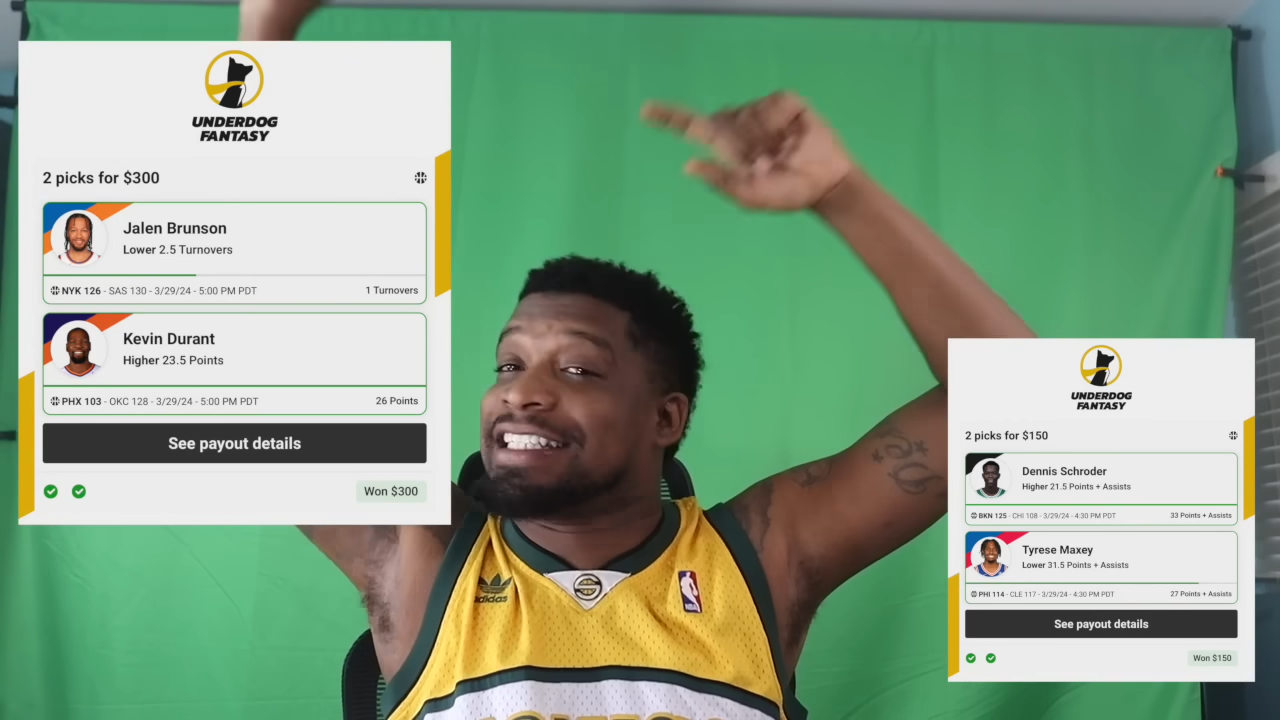 UNDERDOG
FANTASY
2 picks for $300
Jalen Brunson
Lower 2.5 Turnovers
NYK 126 - SAS 130 - 3/29/24 - 5:00 PM PDT
1 Turnovers
Kevin Durant
Higher 23.5 Points
PHX 103 - OKC 128 - 3/29/24 - 5:00 PM PDT
26 Points
See payout details
Won $300
UNDERDOG
FANTASY
2 picks for $150
Dennis Schroder
Higher 21.5 Points + Assists
BKN 125 - CHI 108 - 3/29/24 - 4:30 PM PDT
33 Points + Assists
Tyrese Maxey
Lower 31.5 Points + Assists
PHI 114 - CLE 117 - 3/29/24 - 4:30 PM PDT
27 Points + Assists
See payout details
Won $150
adidas
NBA